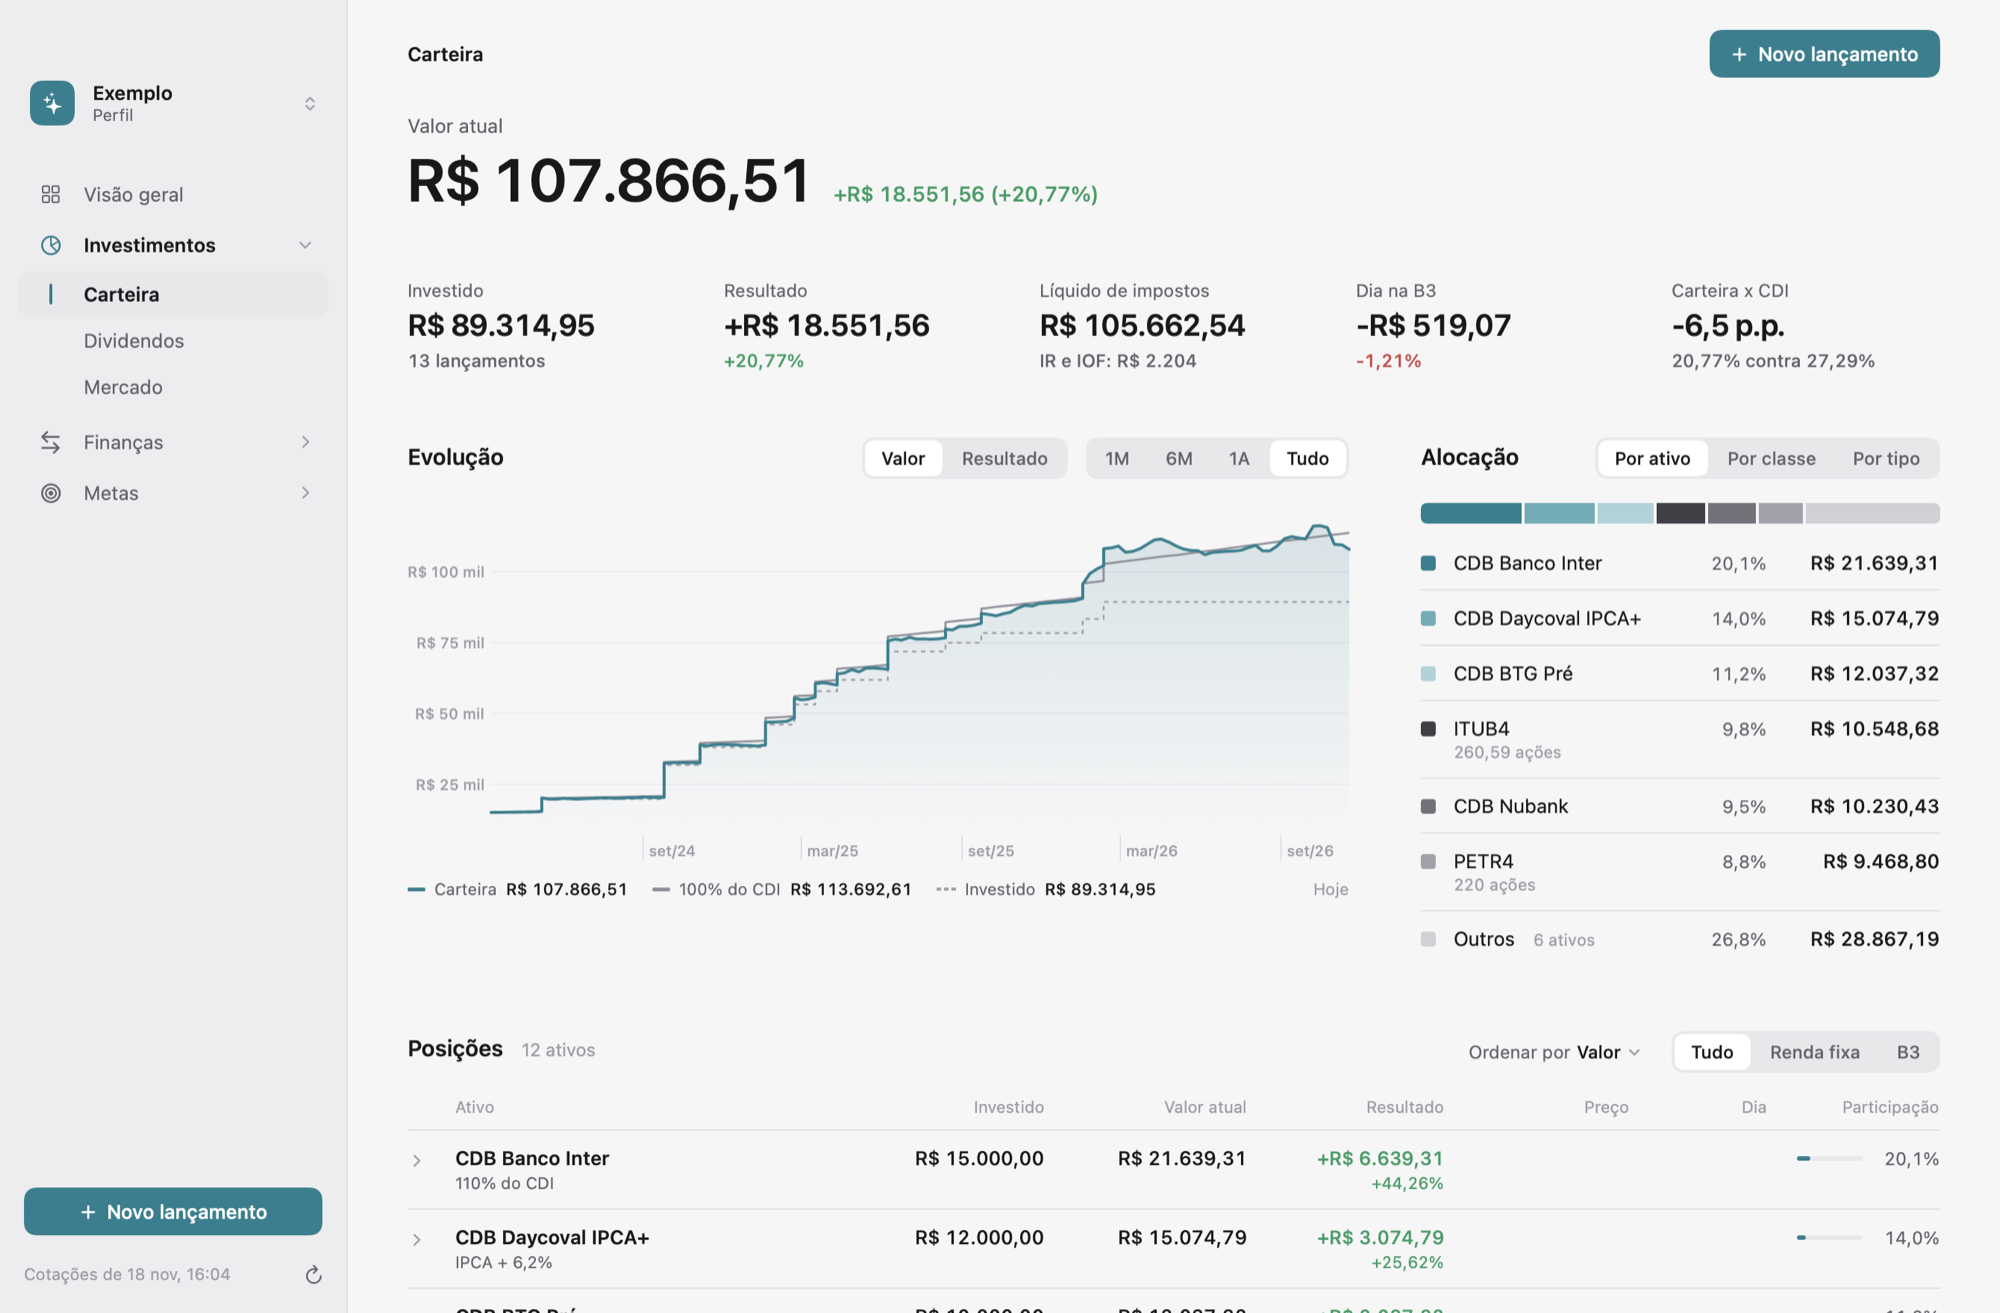 Exemplo
Perfil
Visão geral
Investimentos
Carteira
Dividendos
Mercado
Finanças
Metas
+ Novo lançamento
Cotações de 18 nov, 16:04
Carteira
+ Novo lançamento
Valor atual
R$ 107.866,51 +R$ 18.551,56 (+20,77%)
Investido
R$ 89.314,95
13 lançamentos
Resultado
+R$ 18.551,56
+20,77%
Líquido de impostos
R$ 105.662,54
IR e IOF: R$ 2.204
Dia na B3
-R$ 519,07
-1,21%
Carteira x CDI
-6,5 p.p.
20,77% contra 27,29%
Evolução
Valor Resultado
1M 6M 1A Tudo
R$ 100 mil
R$ 75 mil
R$ 50 mil
R$ 25 mil
set/24 mar/25 set/25 mar/26 set/26
Carteira R$ 107.866,51 100% do CDI R$ 113.692,61 Investido R$ 89.314,95 Hoje
Alocação
Por ativo Por classe Por tipo
CDB Banco Inter 20,1% R$ 21.639,31
CDB Daycoval IPCA+ 14,0% R$ 15.074,79
CDB BTG Pré 11,2% R$ 12.037,32
ITUB4 9,8% R$ 10.548,68
260,59 ações
CDB Nubank 9,5% R$ 10.230,43
PETR4 8,8% R$ 9.468,80
220 ações
Outros 6 ativos 26,8% R$ 28.867,19
Posições 12 ativos
Ordenar por Valor
Tudo Renda fixa B3
Ativo Investido Valor atual Resultado Preço Dia Participação
CDB Banco Inter R$ 15.000,00 R$ 21.639,31 +R$ 6.639,31 20,1%
110% do CDI +44,26%
CDB Daycoval IPCA+ R$ 12.000,00 R$ 15.074,79 +R$ 3.074,79 14,0%
IPCA + 6,2% +25,62%